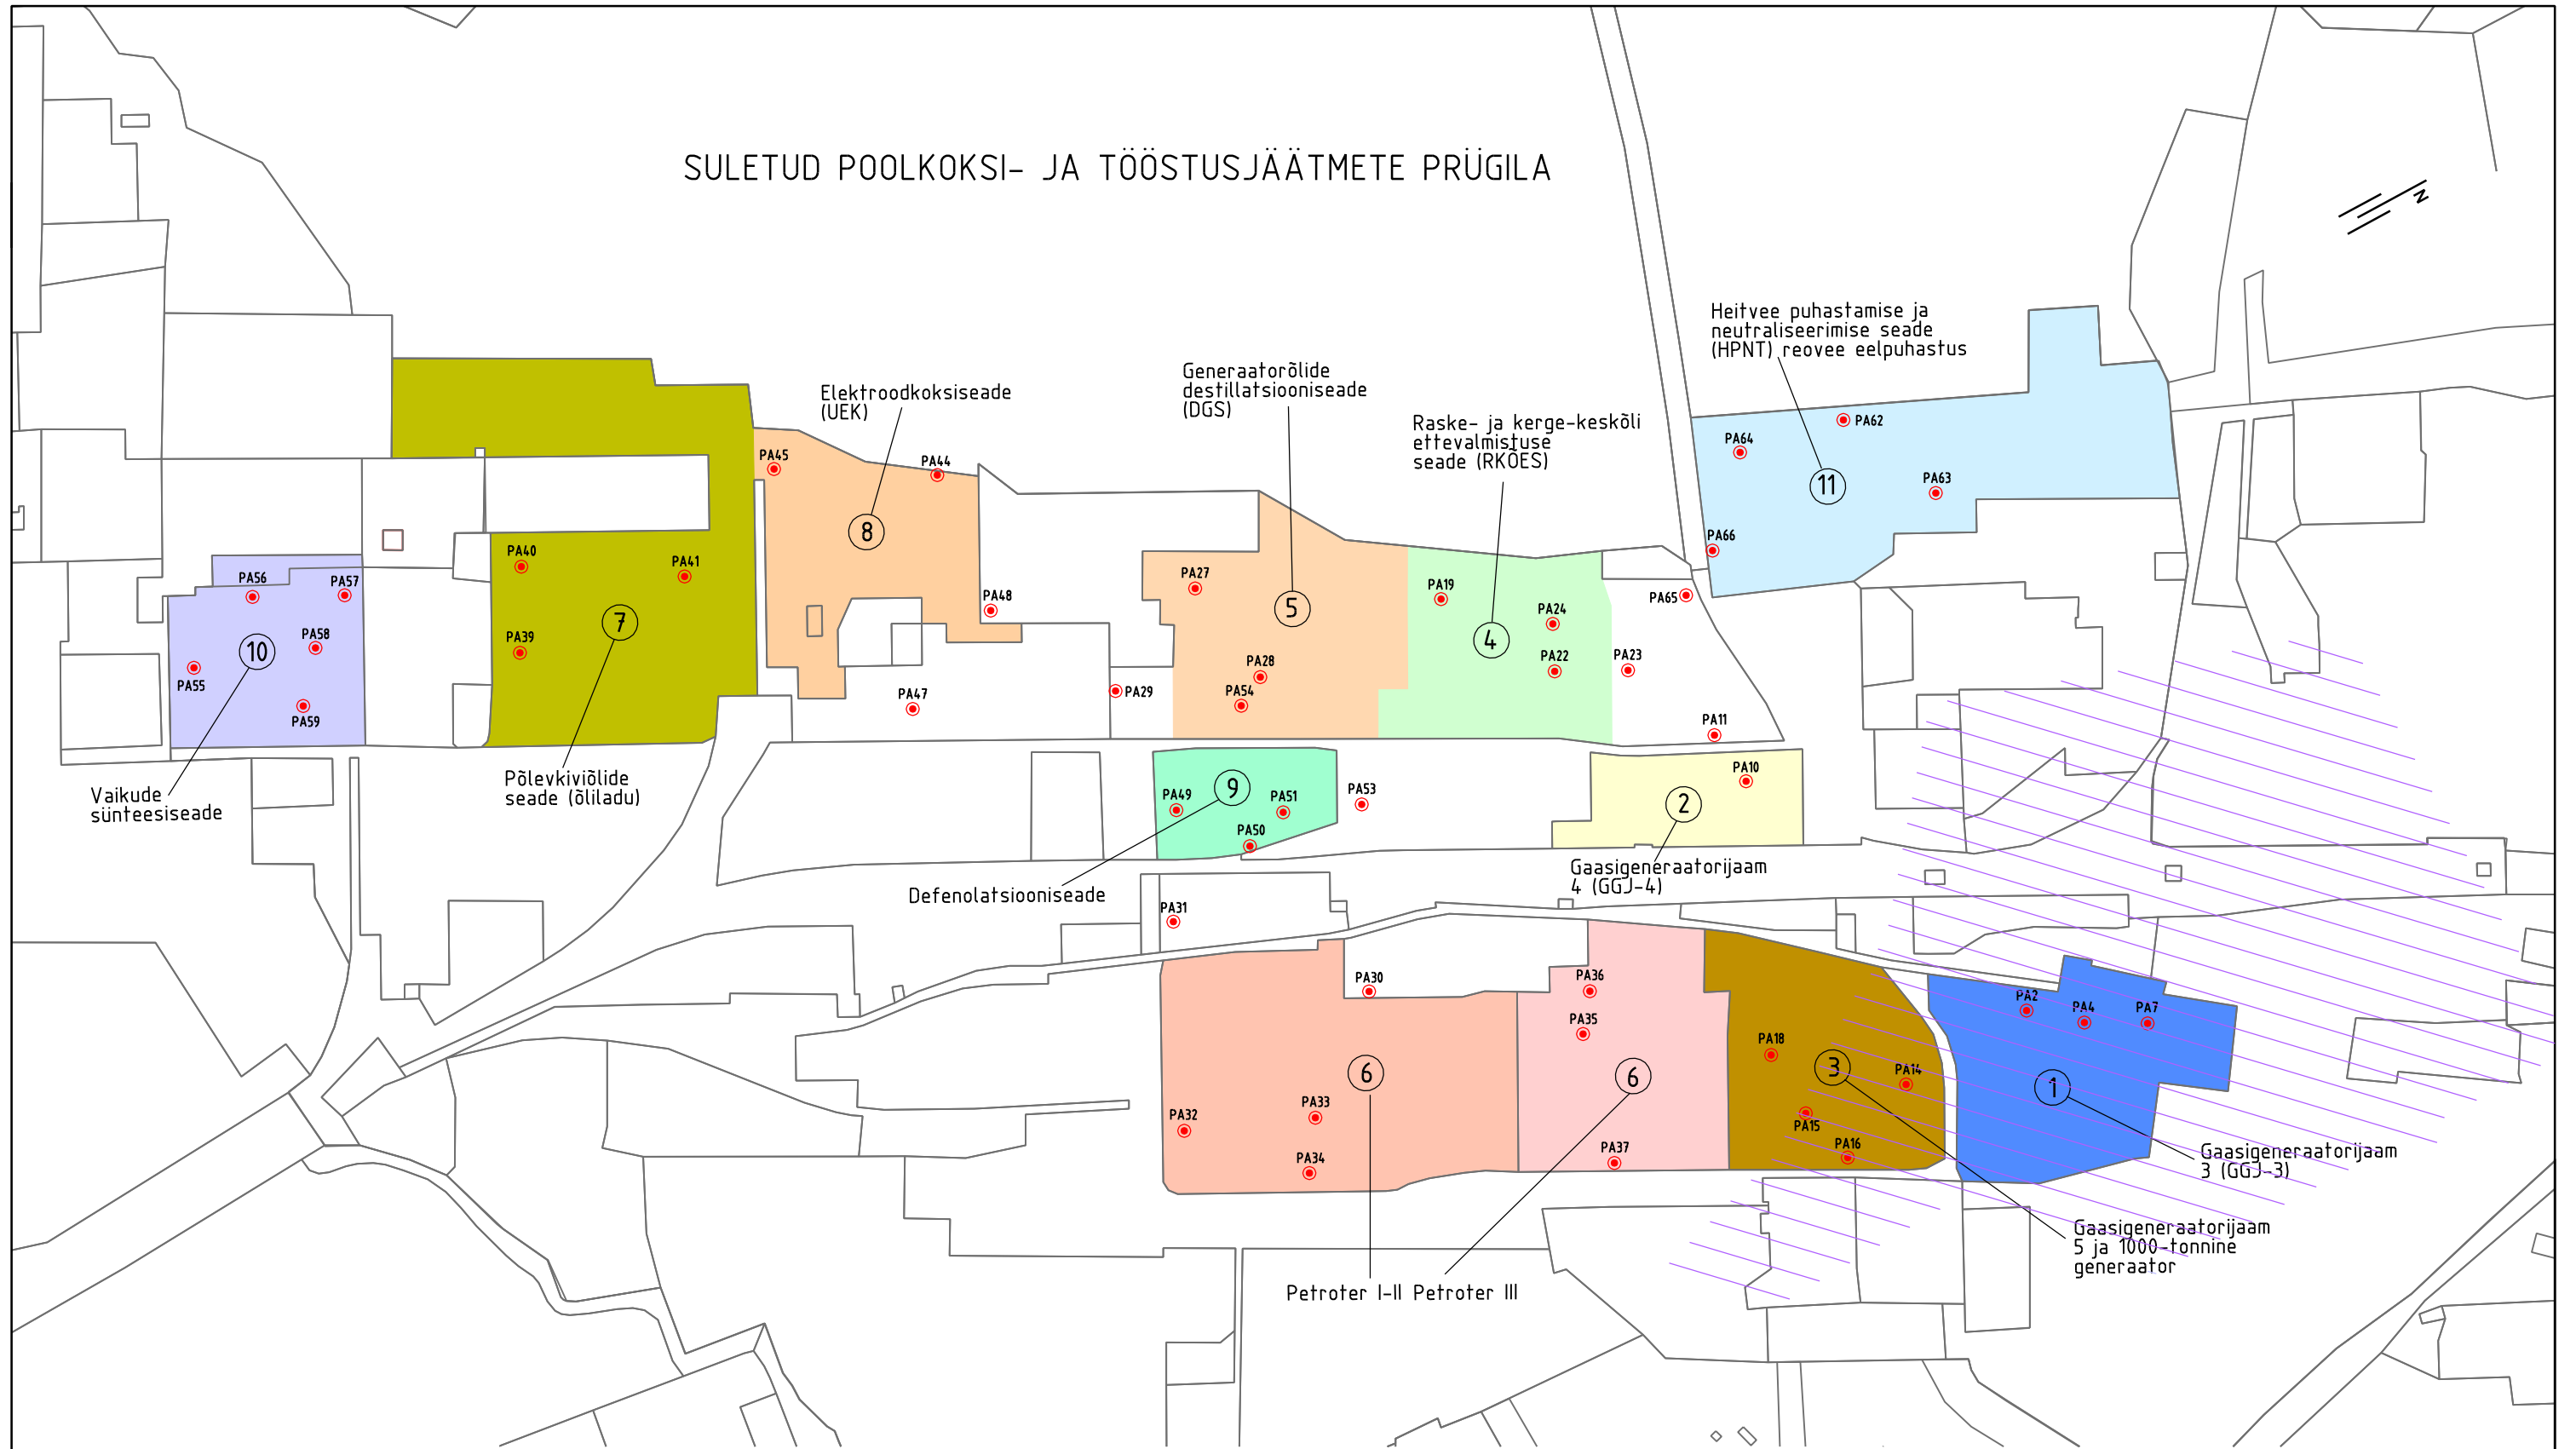 SULETUD POOLKOKSI- JA TÖÖSTUSJÄÄTMETE PRÜGILA
N
Heitvee puhastamise ja
neutraliseerimise seade
(HPNT) reovee eelpuhastus
Generaatorõlide
destillatsiooniseade
(DGS)
Elektroodkoksiseade
(UEK)
Raske- ja kerge-keskõli
ettevalmistuse
seade (RKÕES)
PA62
PA64
PA63
PA45
PA44
11
8
PA66
PA40
PA41
PA56
PA57
PA27
PA19
PA65
PA48
PA24
5
7
PA58
PA39
10
4
PA28
PA22
PA23
PA55
PA54
PA29
PA47
PA59
PA11
PA10
Põlevkiviõlide
seade (õliladu)
Vaikude
sünteesiseade
9
PA49
PA51
PA53
2
PA50
Gaasigeneraatorijaam
4 (GGJ-4)
Defenolatsiooniseade
PA31
PA30
PA36
PA2
PA4
PA7
PA35
PA18
6
6
3
PA14
1
PA32
PA33
PA15
PA37
PA16
PA34
Gaasigeneraatorijaam
3 (GGJ-3)
Gaasigeneraatorijaam
5 ja 1000-tonnine
generaator
Petroter I-II Petroter III